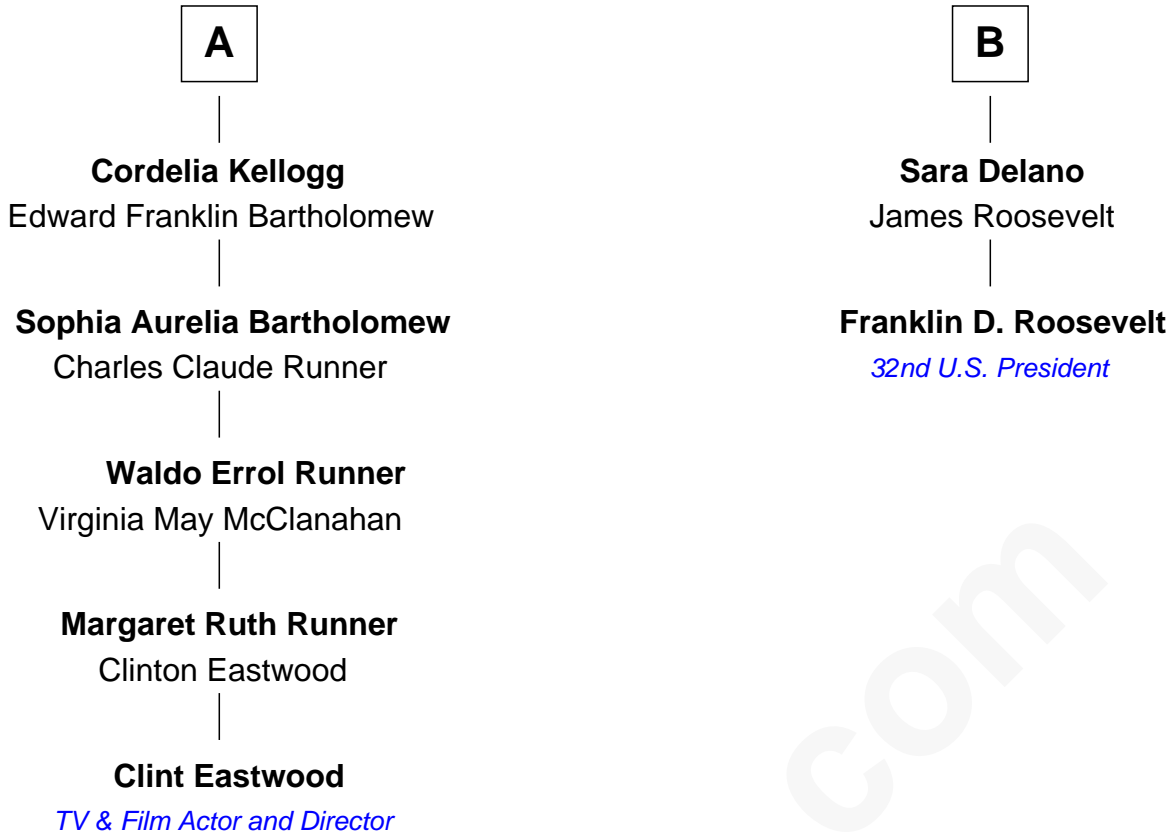 A
Cordelia Kellogg
Edward Franklin Bartholomew
Sophia Aurelia Bartholomew
Charles Claude Runner
Waldo Errol Runner
Virginia May McClanahan
Margaret Ruth Runner
Clinton Eastwood
Clint Eastwood
TV & Film Actor and Director
B
Sara Delano
James Roosevelt
Franklin D. Roosevelt
32nd U.S. President
com